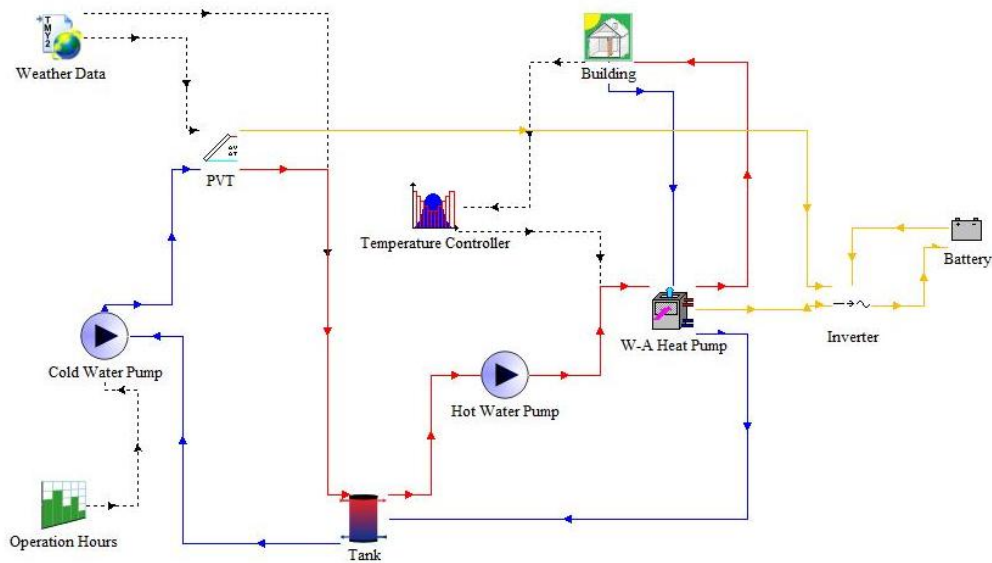 TMY2
Weather Data
Building
PVT
Temperature Controller
Battery
Inverter
W-A Heat Pump
Cold Water Pump
Hot Water Pump
Operation Hours
Tank